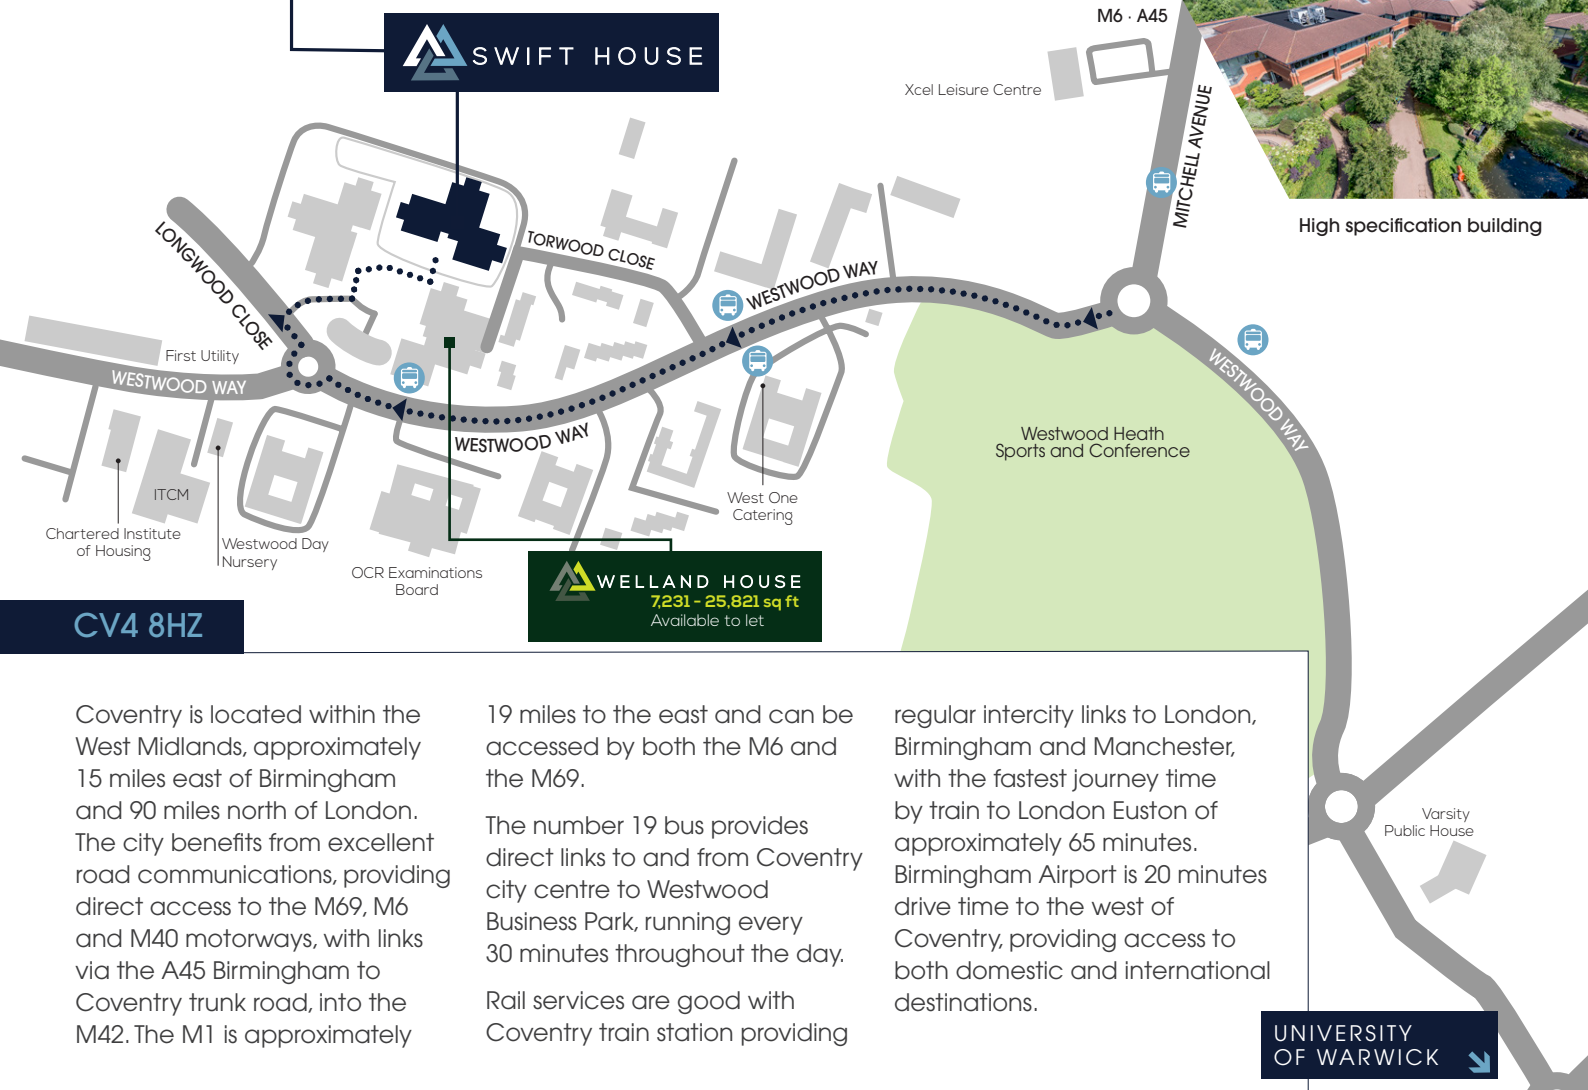 SWIFT HOUSE
M6 · A45
Xcel Leisure Centre
MITCHELL AVENUE
High specification building
LONGWOOD CLOSE
TORWOOD CLOSE
WESTWOOD WAY
First Utility
WESTWOOD WAY
WESTWOOD WAY
WESTWOOD WAY
Westwood Heath
Sports and Conference
ITCM
Chartered Institute
of Housing
Westwood Day
Nursery
OCR Examinations
Board
West One
Catering
WELLAND HOUSE
7,231 - 25,821 sq ft
Available to let
CV4 8HZ
Coventry is located within the
West Midlands, approximately
15 miles east of Birmingham
and 90 miles north of London.
The city benefits from excellent
road communications, providing
direct access to the M69, M6
and M40 motorways, with links
via the A45 Birmingham to
Coventry trunk road, into the
M42. The M1 is approximately
19 miles to the east and can be
accessed by both the M6 and
the M69.
The number 19 bus provides
direct links to and from Coventry
city centre to Westwood
Business Park, running every
30 minutes throughout the day.
Rail services are good with
Coventry train station providing
regular intercity links to London,
Birmingham and Manchester,
with the fastest journey time
by train to London Euston of
approximately 65 minutes.
Birmingham Airport is 20 minutes
drive time to the west of
Coventry, providing access to
both domestic and international
destinations.
Varsity
Public House
UNIVERSITY
OF WARWICK